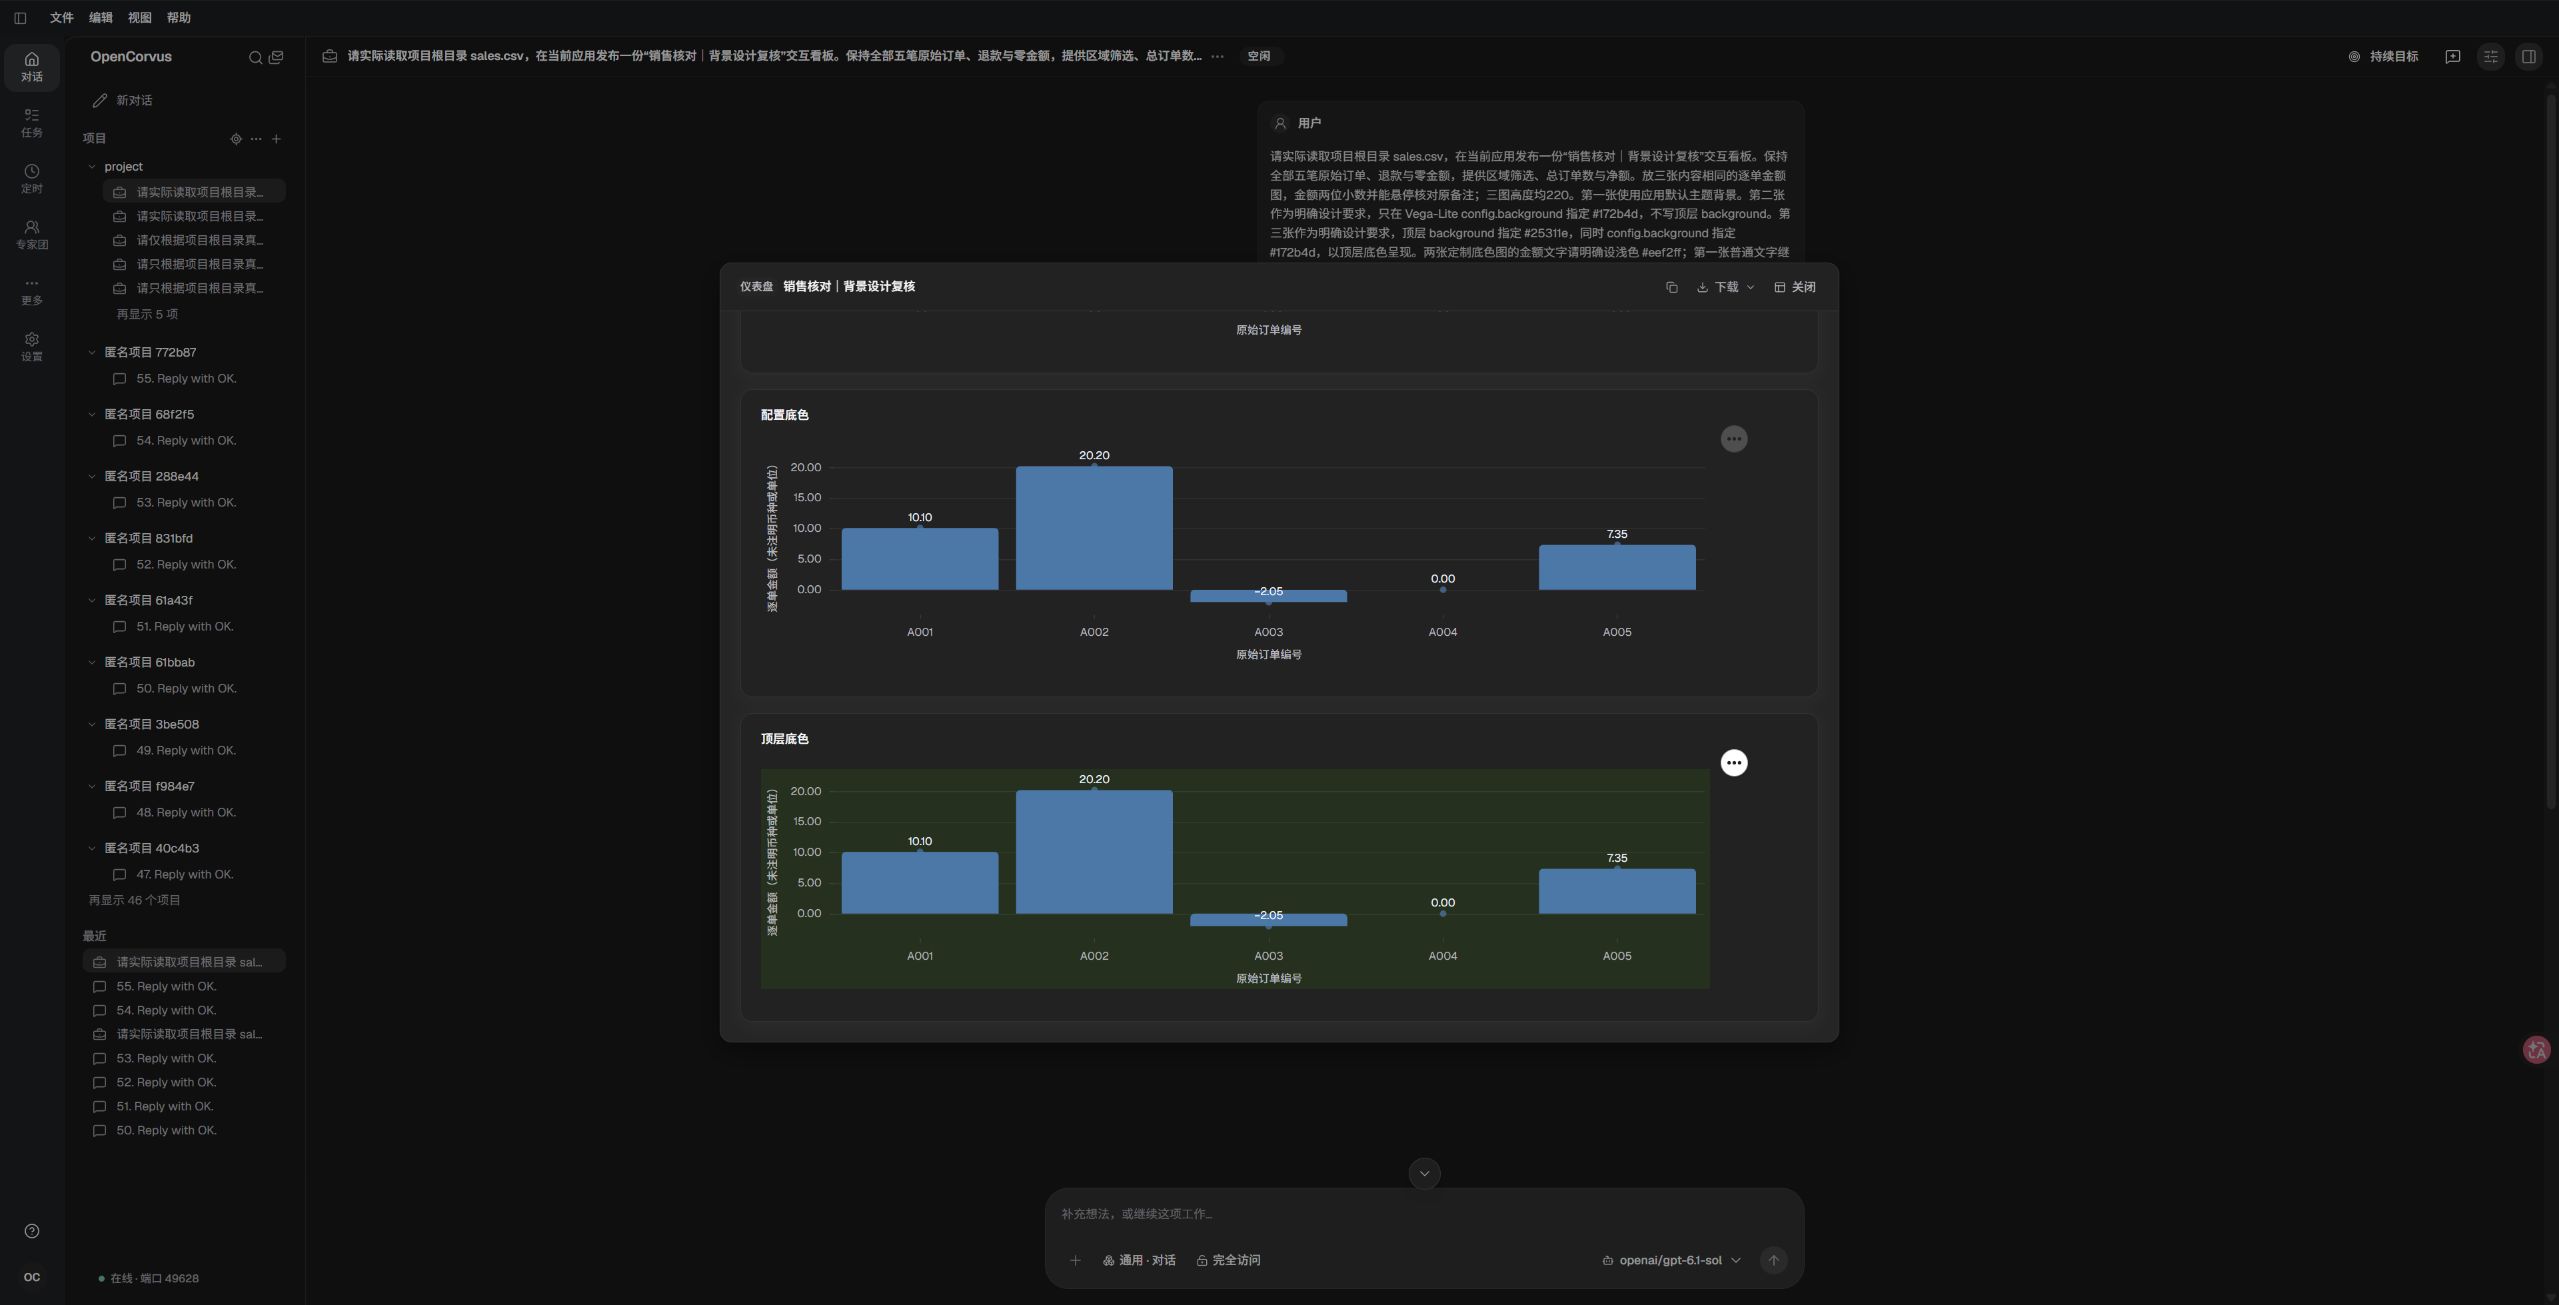 文件 编辑 视图 帮助
对话
任务
定时
专家团
更多
设置
OC
OpenCorvus
新对话
项目
project
请实际读取项目根目录...
请实际读取项目根目录...
请仅根据项目根目录真...
请只根据项目根目录真...
请只根据项目根目录真...
再显示 5 项
匿名项目 772b87
55. Reply with OK.
匿名项目 68f2f5
54. Reply with OK.
匿名项目 288e44
53. Reply with OK.
匿名项目 831bfd
52. Reply with OK.
匿名项目 61a43f
51. Reply with OK.
匿名项目 61bbab
50. Reply with OK.
匿名项目 3be508
49. Reply with OK.
匿名项目 f984e7
48. Reply with OK.
匿名项目 40c4b3
47. Reply with OK.
再显示 46 个项目
最近
请实际读取项目根目录 sal...
55. Reply with OK.
54. Reply with OK.
请实际读取项目根目录 sal...
53. Reply with OK.
52. Reply with OK.
51. Reply with OK.
50. Reply with OK.
在线 · 端口 49628
请实际读取项目根目录 sales.csv，在当前应用发布一份“销售核对｜背景设计复核”交互看板。保持全部五笔原始订单、退款与零金额，提供区域筛选、总订单数... 空闲
持续目标
用户
请实际读取项目根目录 sales.csv，在当前应用发布一份“销售核对｜背景设计复核”交互看板。保持
全部五笔原始订单、退款与零金额，提供区域筛选、总订单数与净额。放三张内容相同的逐单金额
图，金额两位小数并能悬停核对原备注；三图高度均220。第一张使用应用默认主题背景。第二张
作为明确设计要求，只在 Vega-Lite config.background 指定 #172b4d，不写顶层 background。第
三张作为明确设计要求，顶层 background 指定 #25311e，同时 config.background 指定
#172b4d，以顶层底色呈现。两张定制底色图的金额文字请明确设浅色 #eef2ff；第一张普通文字继
仪表盘 销售核对｜背景设计复核
下载 关闭
原始订单编号
配置底色
逐单金额（未注明币种或单位）
20.00
15.00
10.00
5.00
0.00
10.10
20.20
-2.05
0.00
7.35
A001 A002 A003 A004 A005
原始订单编号
顶层底色
逐单金额（未注明币种或单位）
20.00
15.00
10.00
5.00
0.00
10.10
20.20
-2.05
0.00
7.35
A001 A002 A003 A004 A005
原始订单编号
补充想法，或继续这项工作...
通用 · 对话 完全访问 openai/gpt-6.1-sol